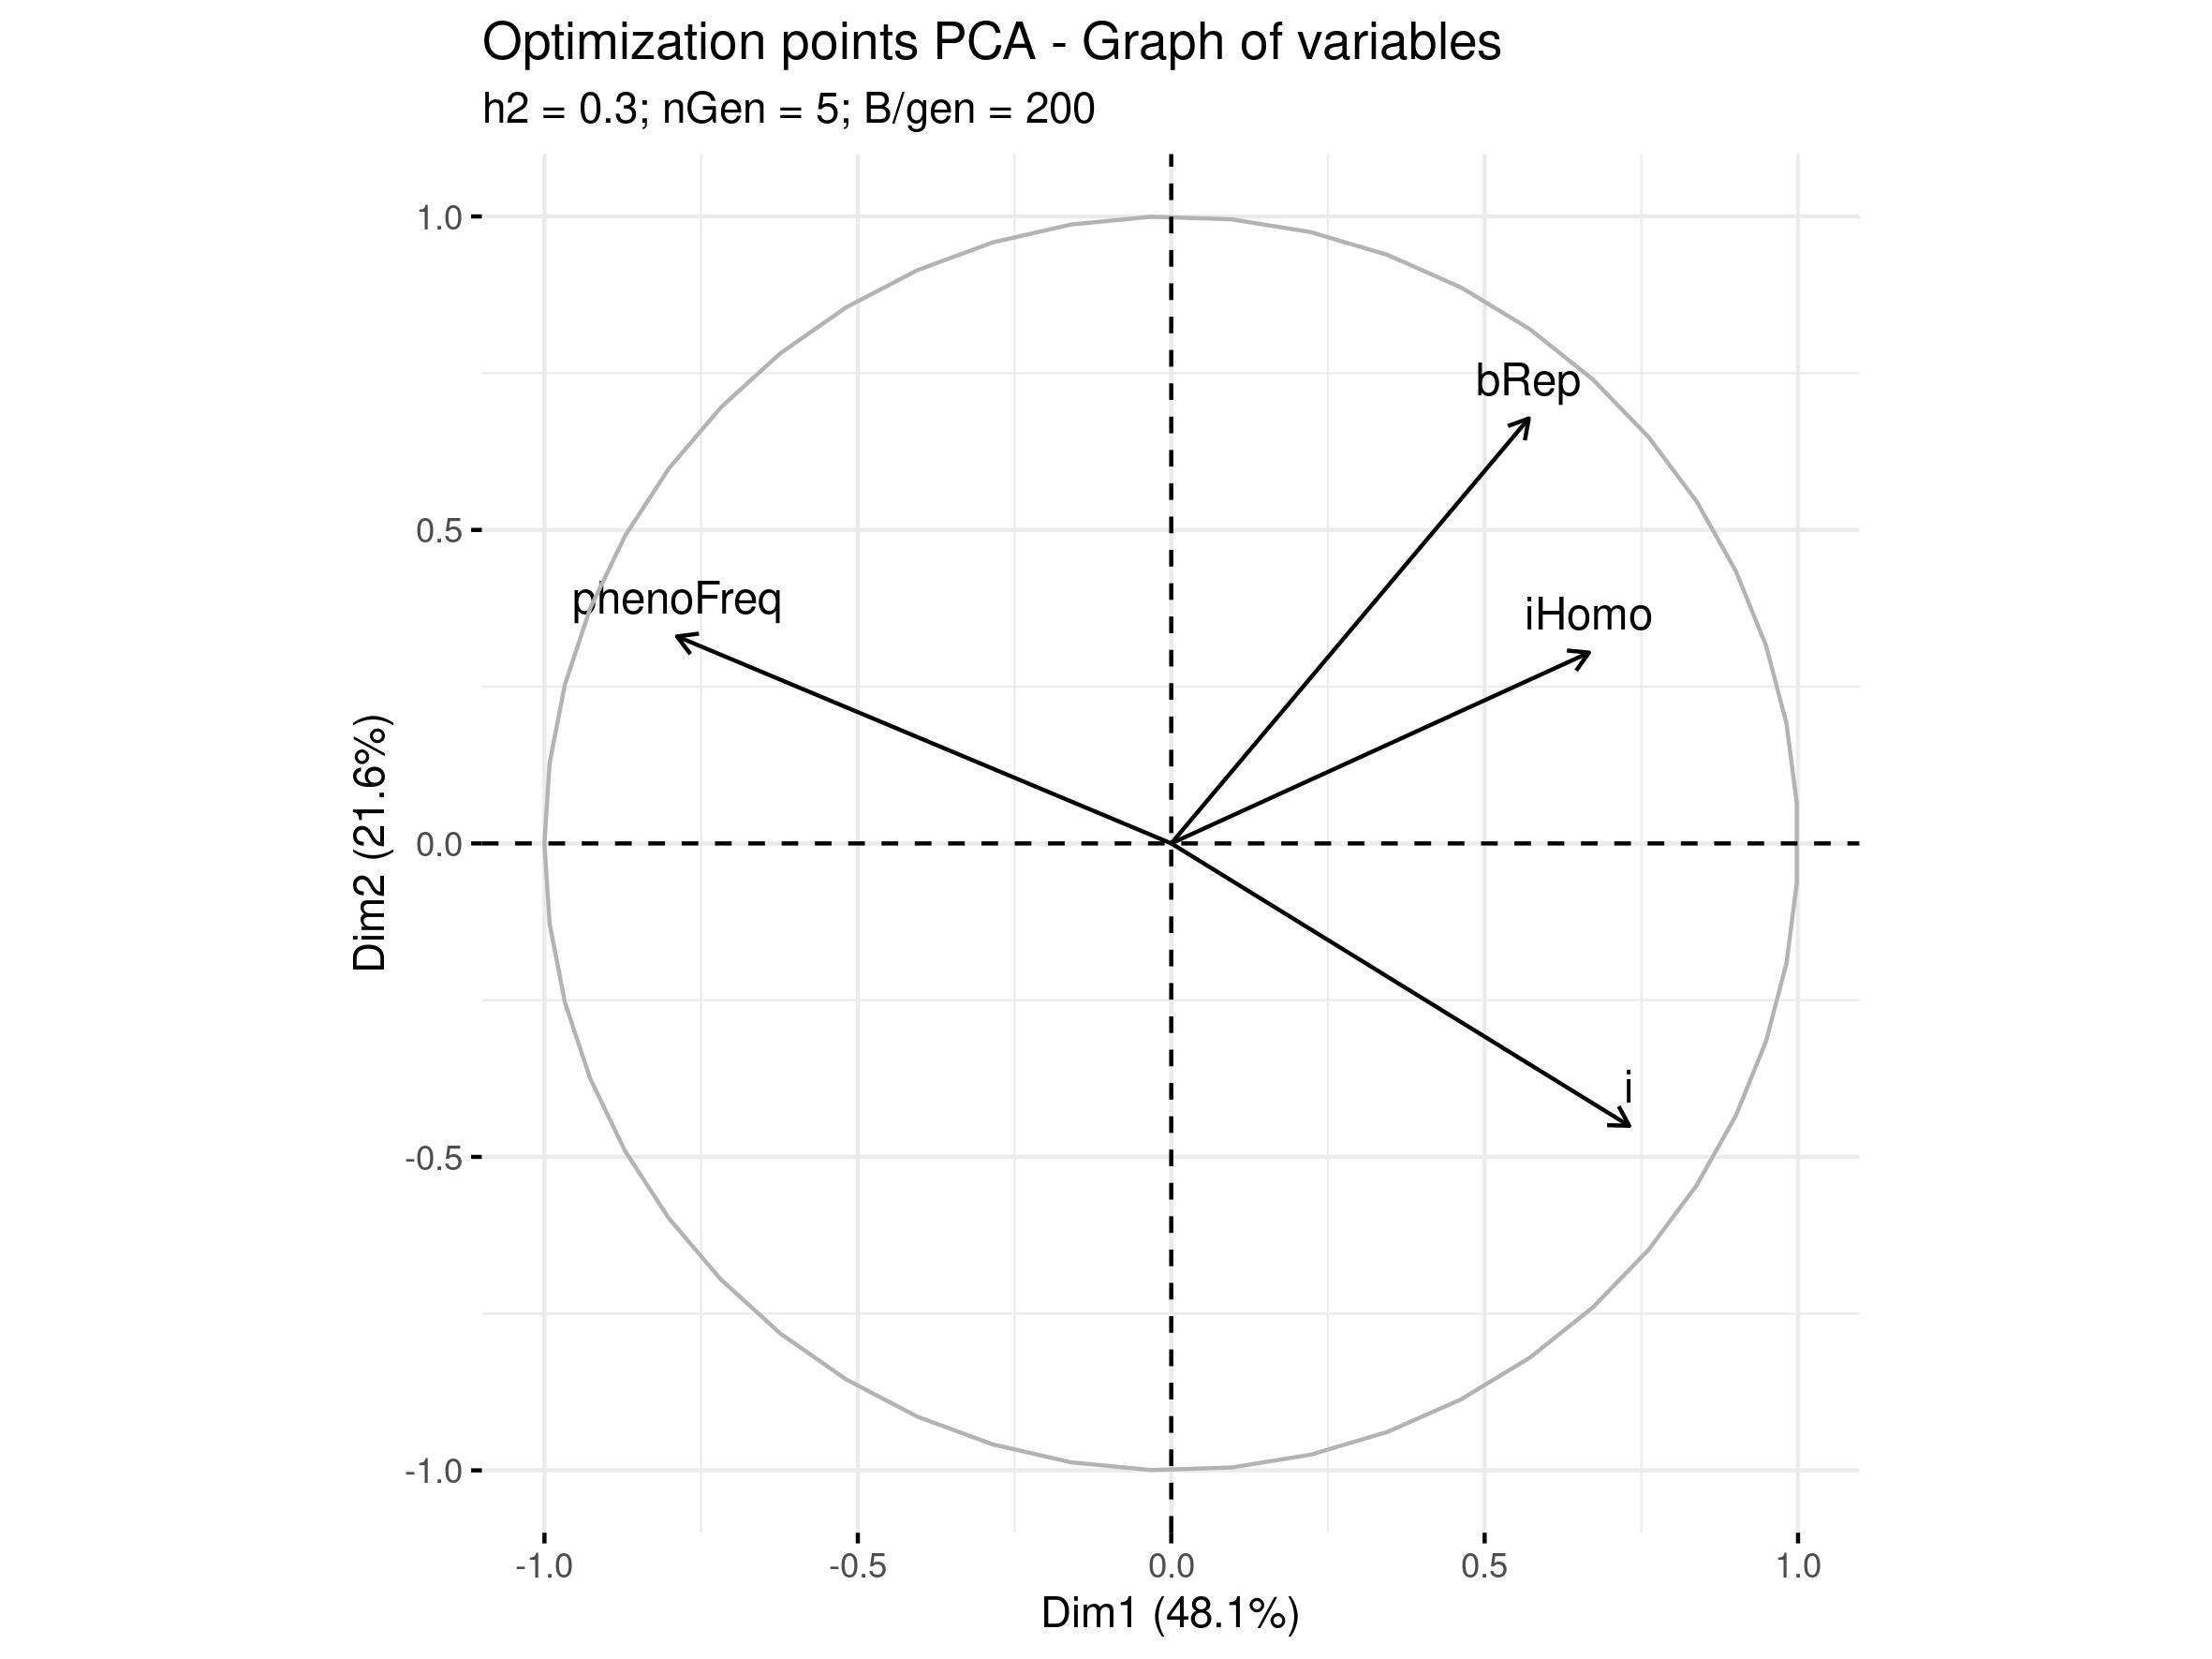 Optimization points PCA - Graph of variables
h2 = 0.3; nGen = 5; B/gen = 200
1.0
0.5
0.0
-0.5
-1.0
Dim2 (21.6%)
bRep
phenoFreq
iHomo
i
-1.0
-0.5
0.0
0.5
1.0
Dim1 (48.1%)